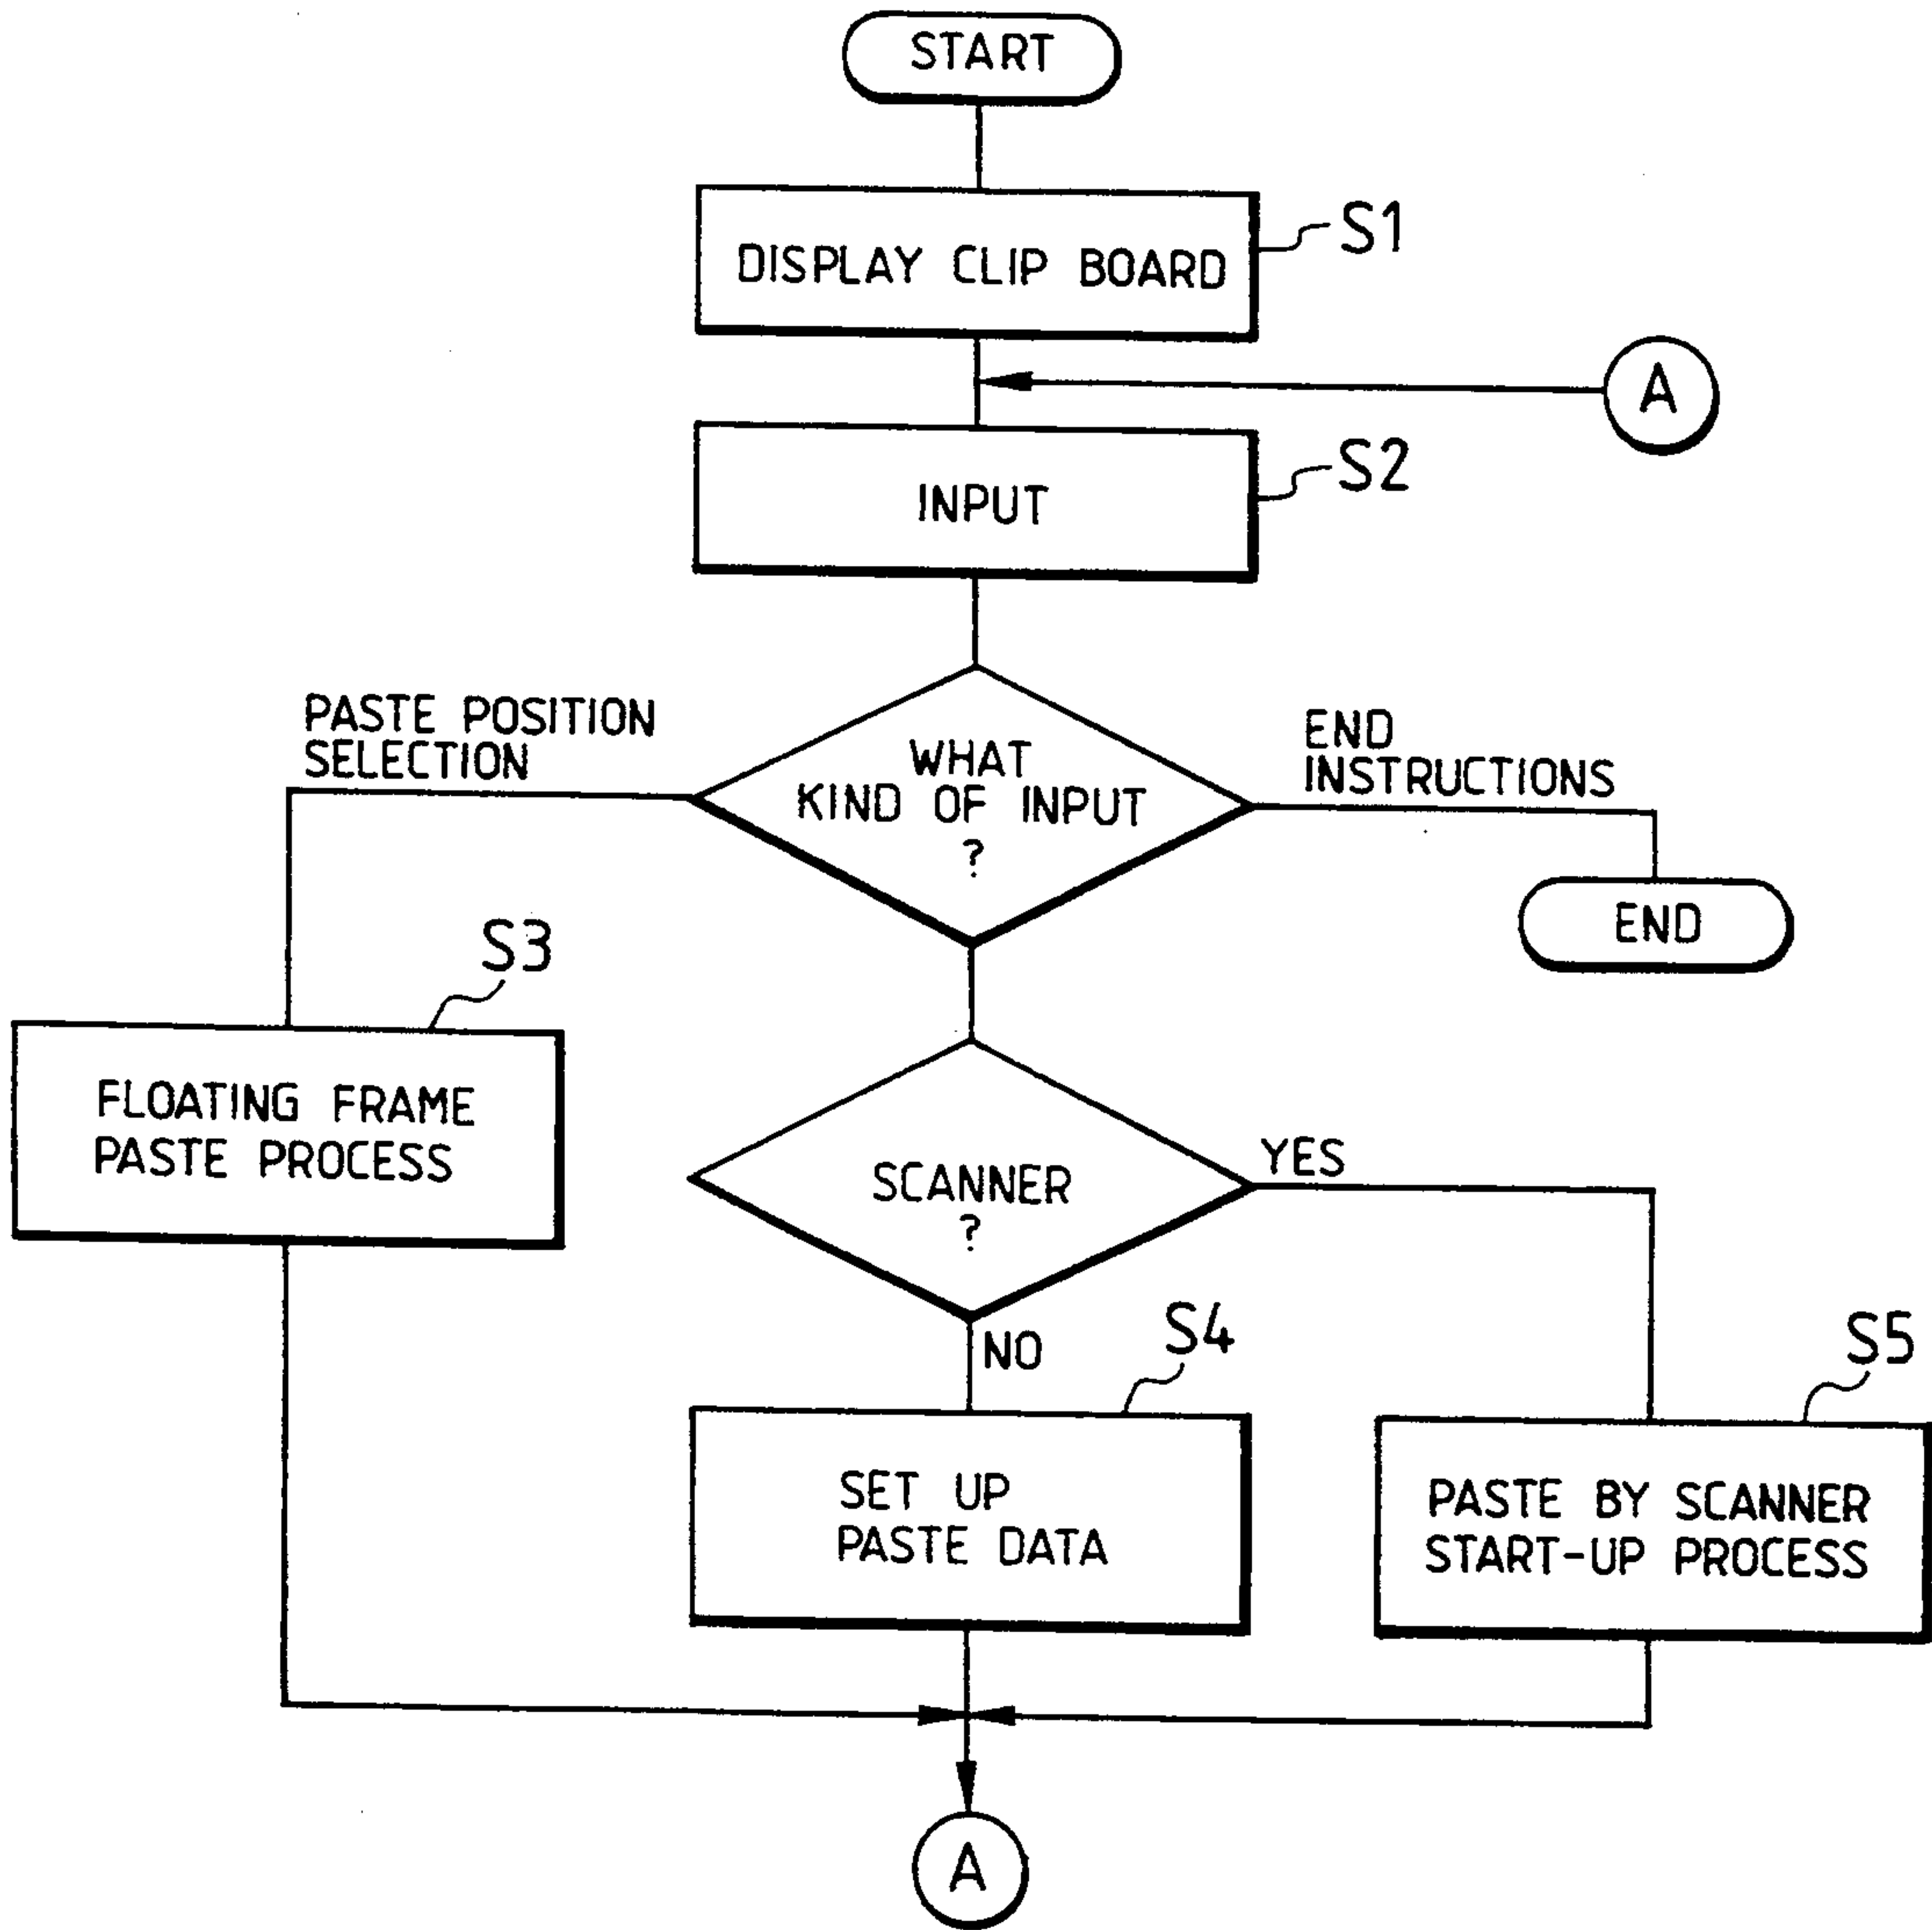 START
DISPLAY CLIP BOARD
S1
A
INPUT
S2
WHAT
KIND OF INPUT
?
PASTE POSITION
SELECTION
END
INSTRUCTIONS
END
S3
FLOATING FRAME
PASTE PROCESS
SCANNER
?
YES
NO
S4
SET UP
PASTE DATA
S5
PASTE BY SCANNER
START-UP PROCESS
A